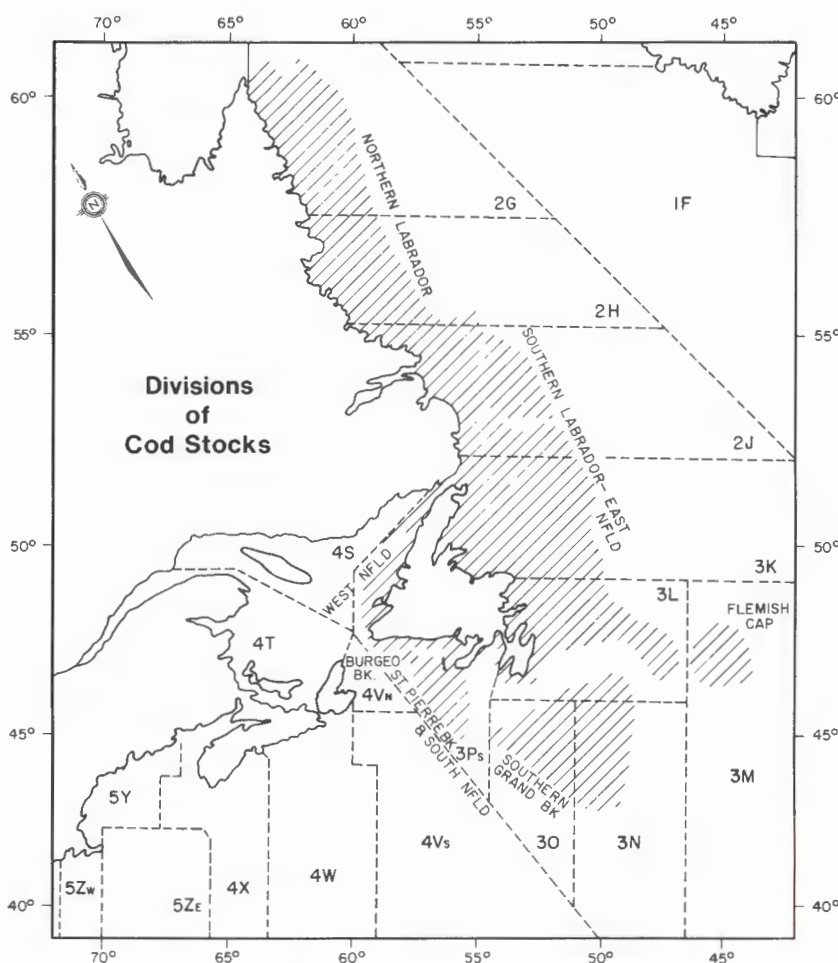 70° 65° 60° 55° 50° 45°
60° 60°
NORTHERN LABRADOR
2G
1F
N
2H
55° 55°
SOUTHERN LABRADOR-EAST
NFLD
Divisions
of
Cod Stocks
2J
50° 50°
4S
WEST NFLD
3K
3L
FLEMISH
CAP
4T
BURGEO
BK.
4VN
ST PIERRE BK.
& SOUTH NFLD
45° 45°
3Ps
SOUTHERN
GRAND BK
3M
5Y
4Vs
3O
3N
4W
4X
5Zw
5ZE
40° 40°
70° 65° 60° 55° 50° 45°